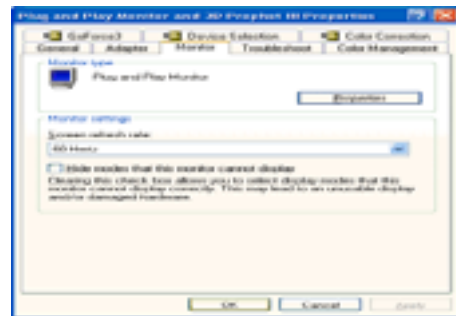 Plug and Play Monitor and 3D Prophet III Properties
GeForce3 Device Selection Color Correction
General Adapter Monitor Troubleshoot Color Management
Monitor type
Plug and Play Monitor
Properties
Monitor settings
Screen refresh rate:
60 Hertz
Hide modes that this monitor cannot display
Clearing this check box allows you to select display modes that this
monitor cannot display correctly. This may lead to an unusable display
and/or damaged hardware.
OK Cancel Apply